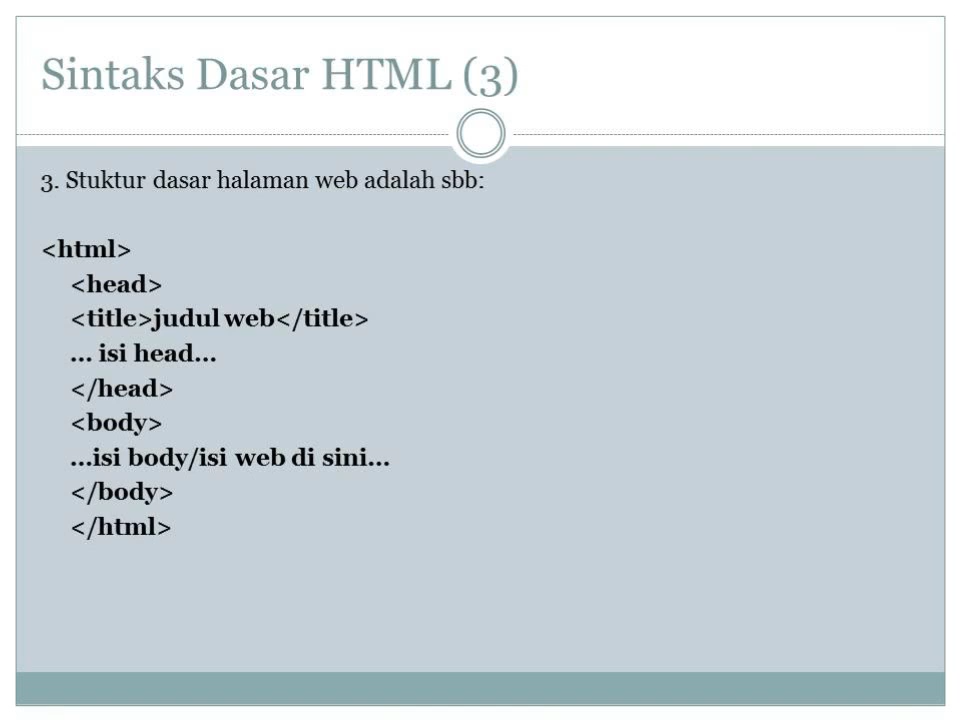 Sintaks Dasar HTML (3)
3. Stuktur dasar halaman web adalah sbb:
<html>
<head>
<title>judul web</title>
... isi head...
</head>
<body>
...isi body/isi web di sini...
</body>
</html>